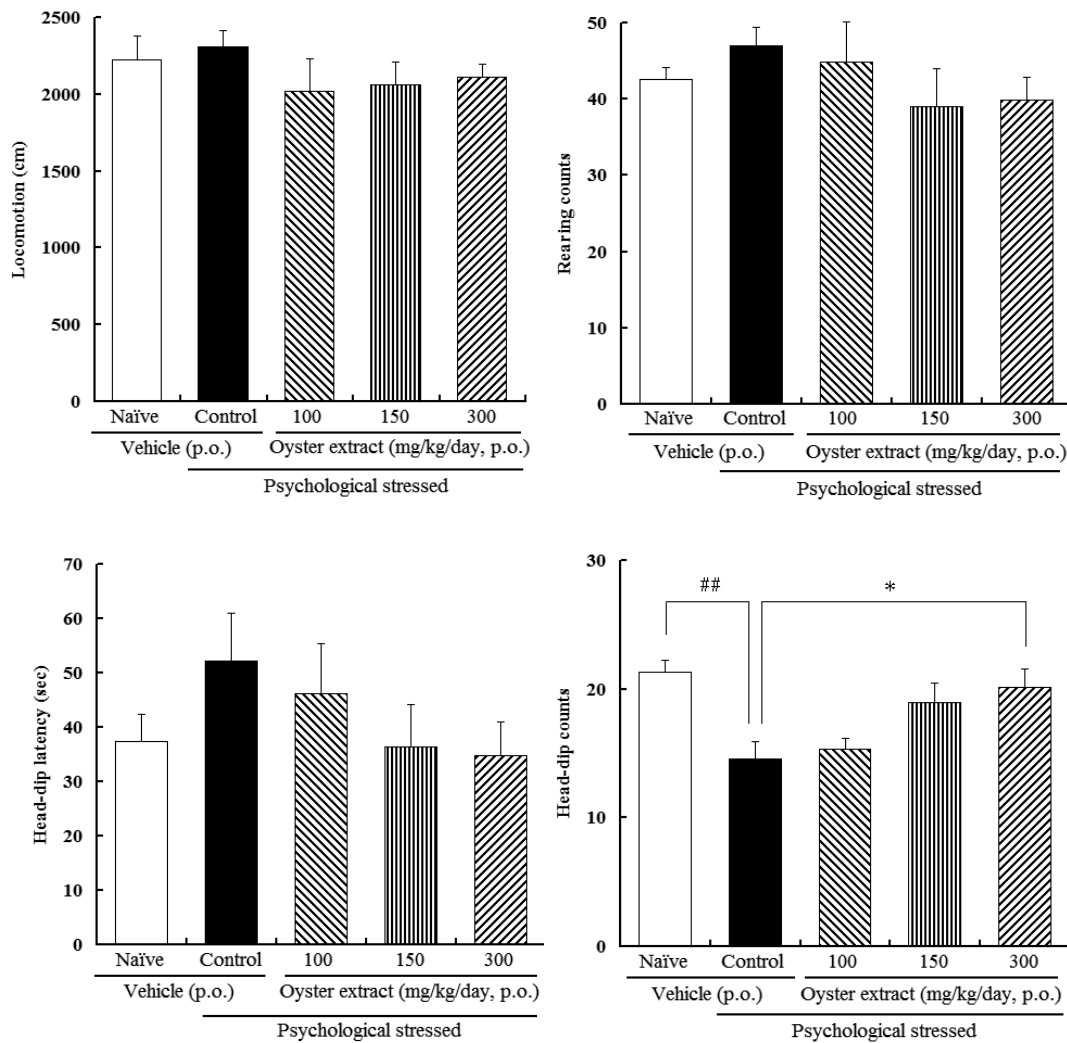 2500
2000
1500
1000
500
0
Locomotion (cm)
Naïve Control 100 150 300
Vehicle (p.o.) Oyster extract (mg/kg/day, p.o.)
Psychological stressed
50
40
30
20
10
0
Rearing counts
Naïve Control 100 150 300
Vehicle (p.o.) Oyster extract (mg/kg/day, p.o.)
Psychological stressed
70
60
50
40
30
20
10
0
Head-dip latency (sec)
Naïve Control 100 150 300
Vehicle (p.o.) Oyster extract (mg/kg/day, p.o.)
Psychological stressed
30
20
10
0
Head-dip counts
## *
Naïve Control 100 150 300
Vehicle (p.o.) Oyster extract (mg/kg/day, p.o.)
Psychological stressed